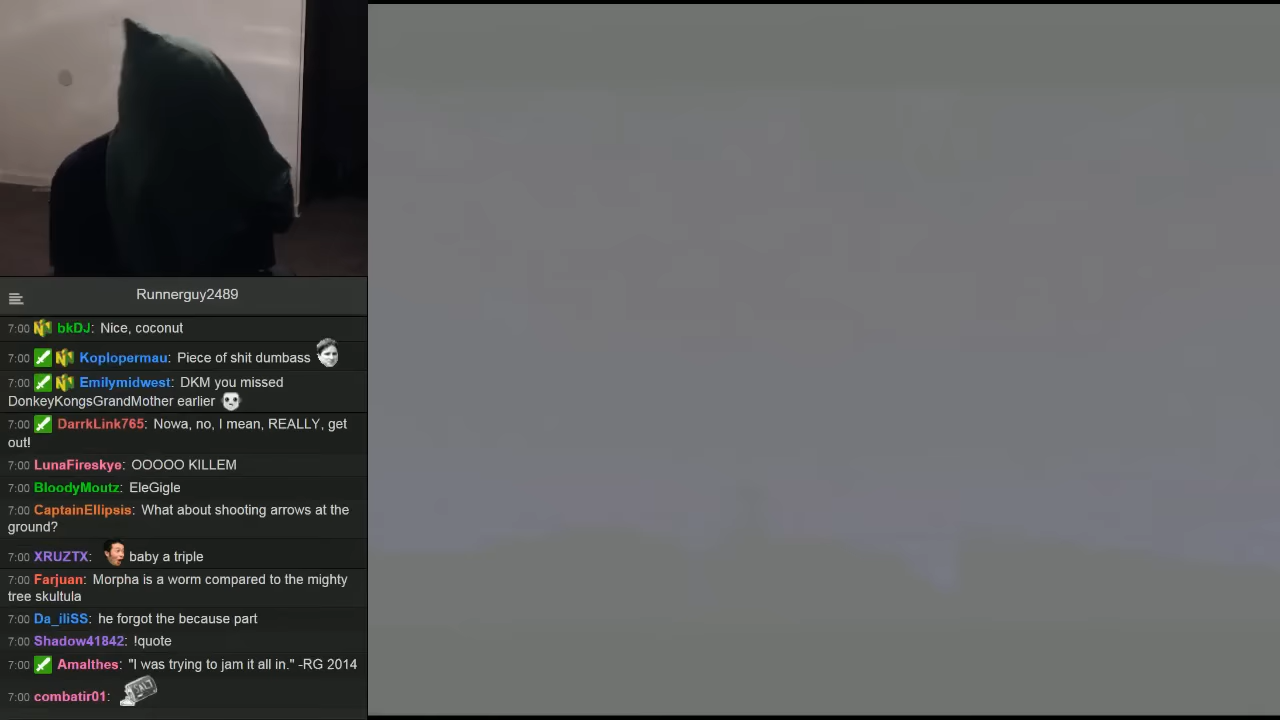 Runnerguy2489
7:00 bkDJ: Nice, coconut
7:00 Koplopermau: Piece of shit dumbass
7:00 Emilymidwest: DKM you missed
DonkeyKongsGrandMother earlier
7:00 DarrkLink765: Nowa, no, I mean, REALLY, get
out!
7:00 LunaFireskye: OOOOO KILLEM
7:00 BloodyMoutz: EleGigle
7:00 CaptainEllipsis: What about shooting arrows at the
ground?
7:00 XRUZTX: baby a triple
7:00 Farjuan: Morpha is a worm compared to the mighty
tree skultula
7:00 Da_iliSS: he forgot the because part
7:00 Shadow41842: !quote
7:00 Amalthes: "I was trying to jam it all in." -RG 2014
7:00 combatir01:
SALT